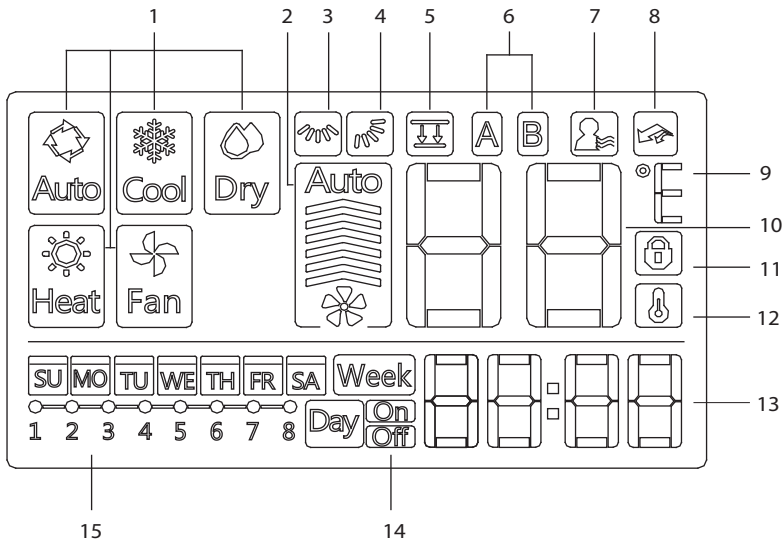 1 2 3 4 5 6 7 8
A B
Auto Cool Dry Auto
9
10
11
Heat Fan
12
SU MO TU WE TH FR SA Week
13
1 2 3 4 5 6 7 8 Day On
Off
15 14